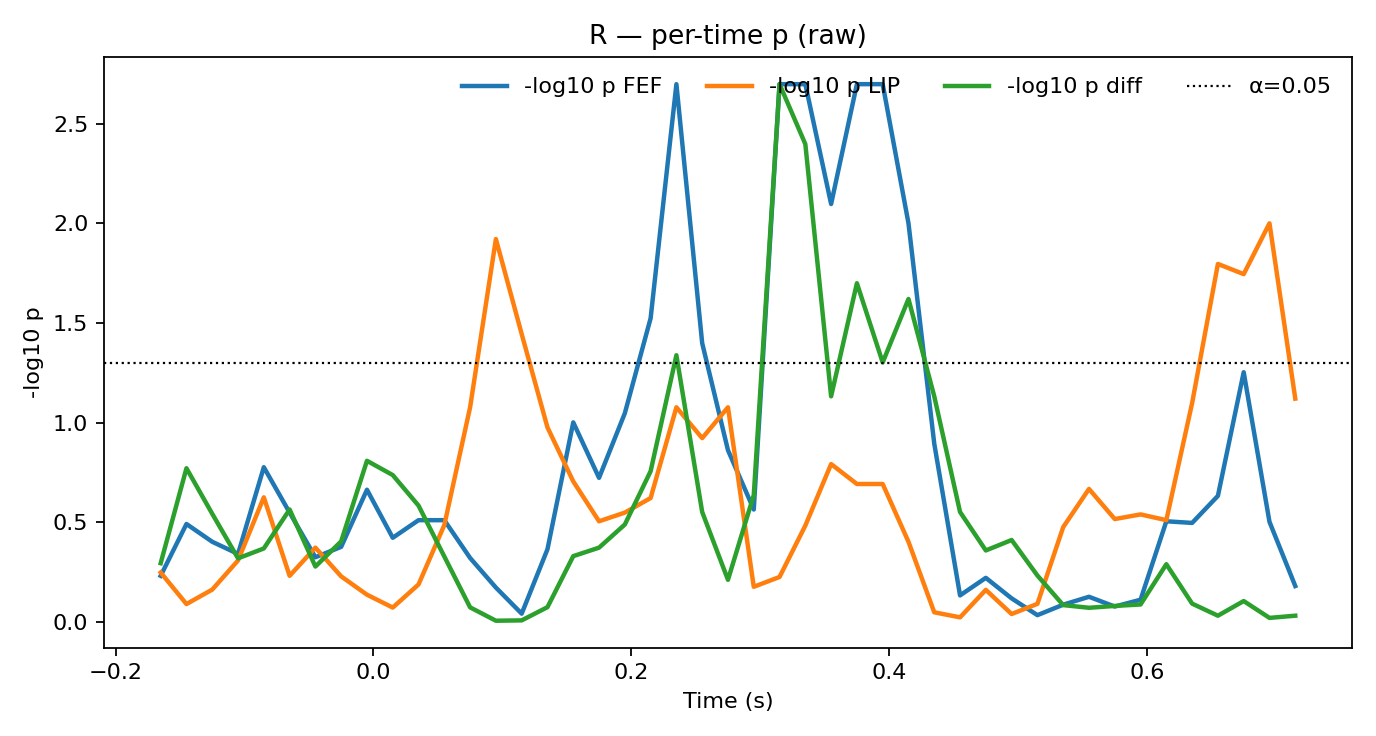 R — per-time p (raw)
-log10 p FEF -log10 p LIP -log10 p diff α=0.05
-log10 p
2.5
2.0
1.5
1.0
0.5
0.0
−0.2 0.0 0.2 0.4 0.6
Time (s)